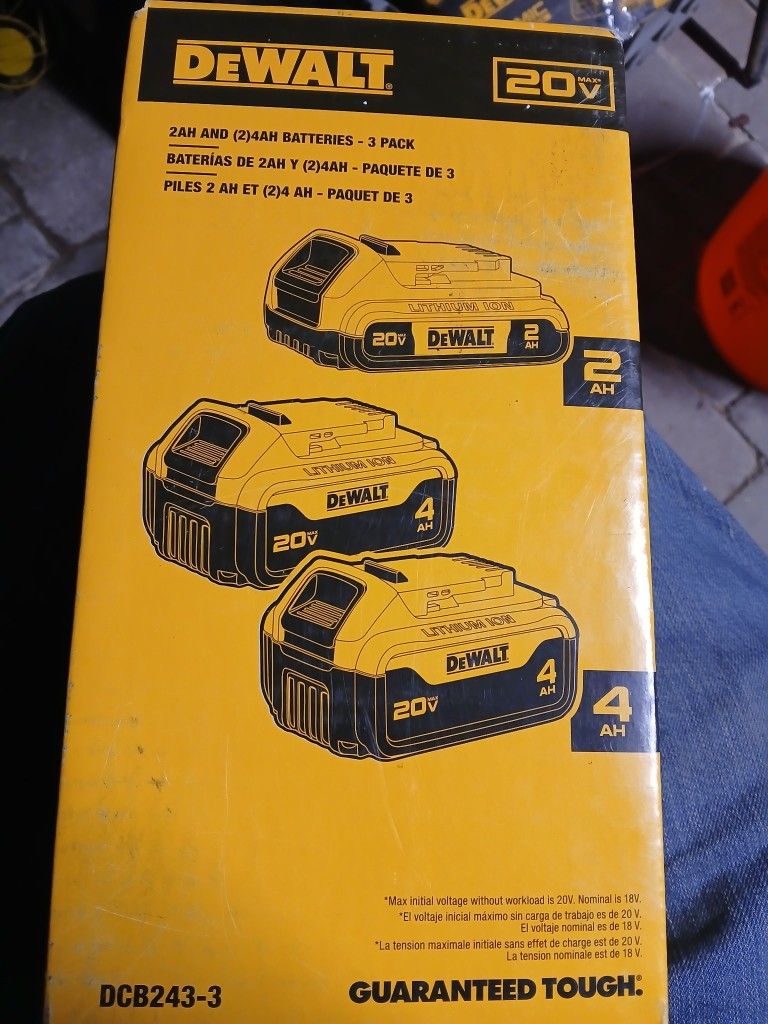 DEWALT®
20V MAX*
2AH AND (2)4AH BATTERIES - 3 PACK
BATERÍAS DE 2AH Y (2)4AH - PAQUETE DE 3
PILES 2 AH ET (2)4 AH - PAQUET DE 3
LITHIUM ION
20V MAX DEWALT 2 AH
2 AH
LITHIUM ION
DEWALT
4 AH
20V MAX
LITHIUM ION
DEWALT
4 AH
20V MAX
4 AH
*Max initial voltage without workload is 20V. Nominal is 18V.
*El voltaje inicial máximo sin carga de trabajo es de 20 V.
El voltaje nominal es de 18 V.
*La tension maximale initiale sans effet de charge est de 20 V.
La tension nominale est de 18 V.
DCB243-3
GUARANTEED TOUGH.®